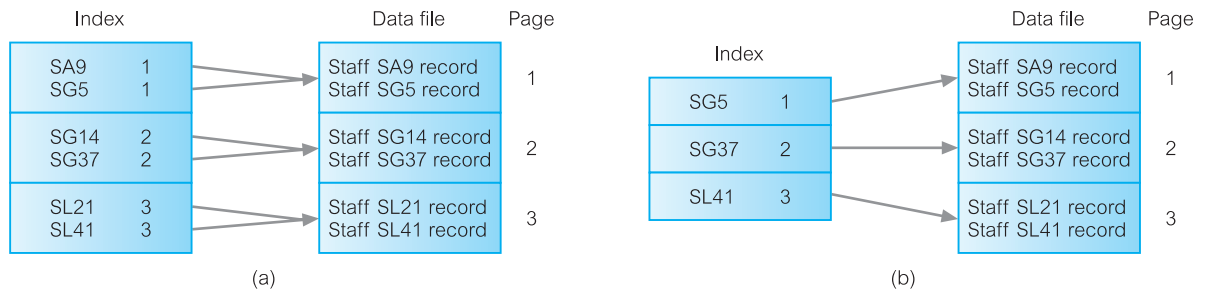 Index Data file Page
SA9 1 Staff SA9 record
SG5 1 Staff SG5 record
1
SG14 2 Staff SG14 record
SG37 2 Staff SG37 record
2
SL21 3 Staff SL21 record
SL41 3 Staff SL41 record
3
(a)
Data file Page
Index
Staff SA9 record
Staff SG5 record
1
SG5 1
Staff SG14 record
Staff SG37 record
2
SG37 2
Staff SL21 record
Staff SL41 record
3
SL41 3
(b)